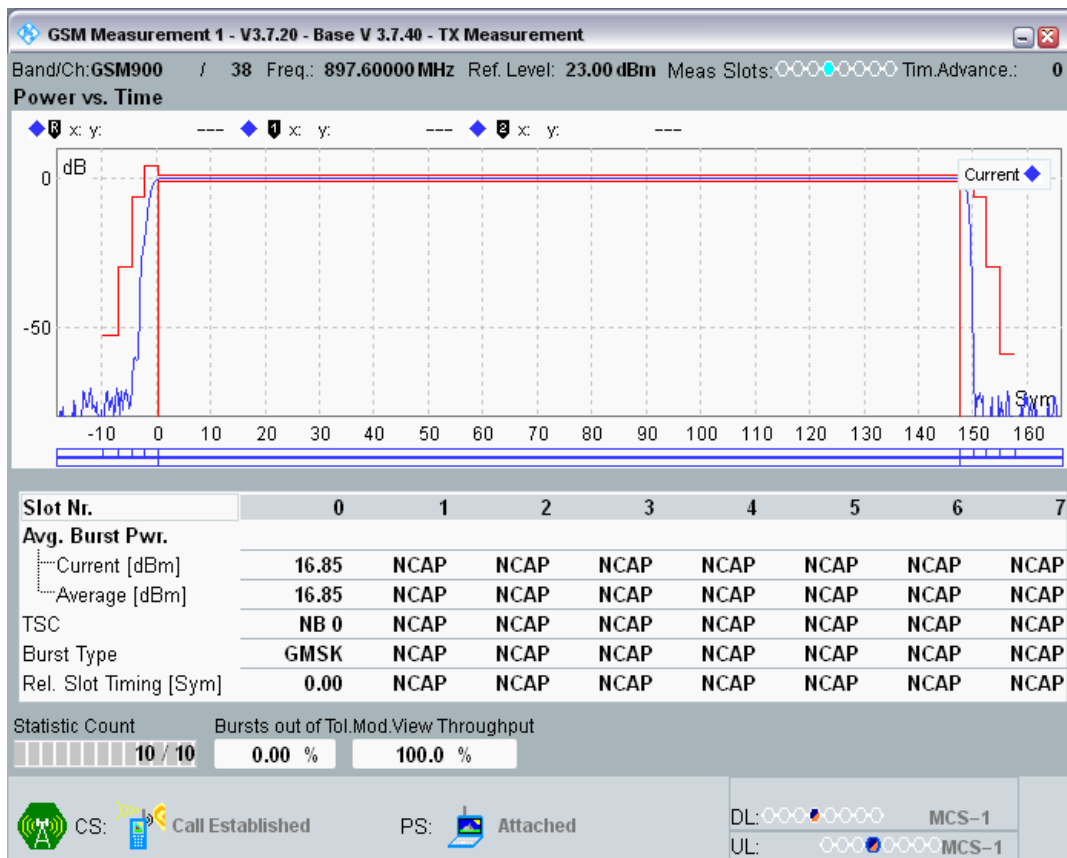 GSM Measurement 1 - V3.7.20 - Base V 3.7.40 - TX Measurement
Band/Ch:GSM900 / 38 Freq.: 897.60000 MHz Ref. Level: 23.00 dBm Meas Slots: Tim.Advance.: 0
Power vs. Time
R x: y: --- 1 x: y: --- 2 x: y: ---
dB
Current
0
-50
Sym
-10 0 10 20 30 40 50 60 70 80 90 100 110 120 130 140 150 160
Slot Nr. 0 1 2 3 4 5 6 7
Avg. Burst Pwr.
Current [dBm] 16.85 NCAP NCAP NCAP NCAP NCAP NCAP NCAP
Average [dBm] 16.85 NCAP NCAP NCAP NCAP NCAP NCAP NCAP
TSC NB 0 NCAP NCAP NCAP NCAP NCAP NCAP NCAP
Burst Type GMSK NCAP NCAP NCAP NCAP NCAP NCAP NCAP
Rel. Slot Timing [Sym] 0.00 NCAP NCAP NCAP NCAP NCAP NCAP NCAP
Statistic Count Bursts out of Tol. Mod.View Throughput
10 / 10 0.00 % 100.0 %
CS: Call Established PS: Attached
DL: MCS-1
UL: MCS-1